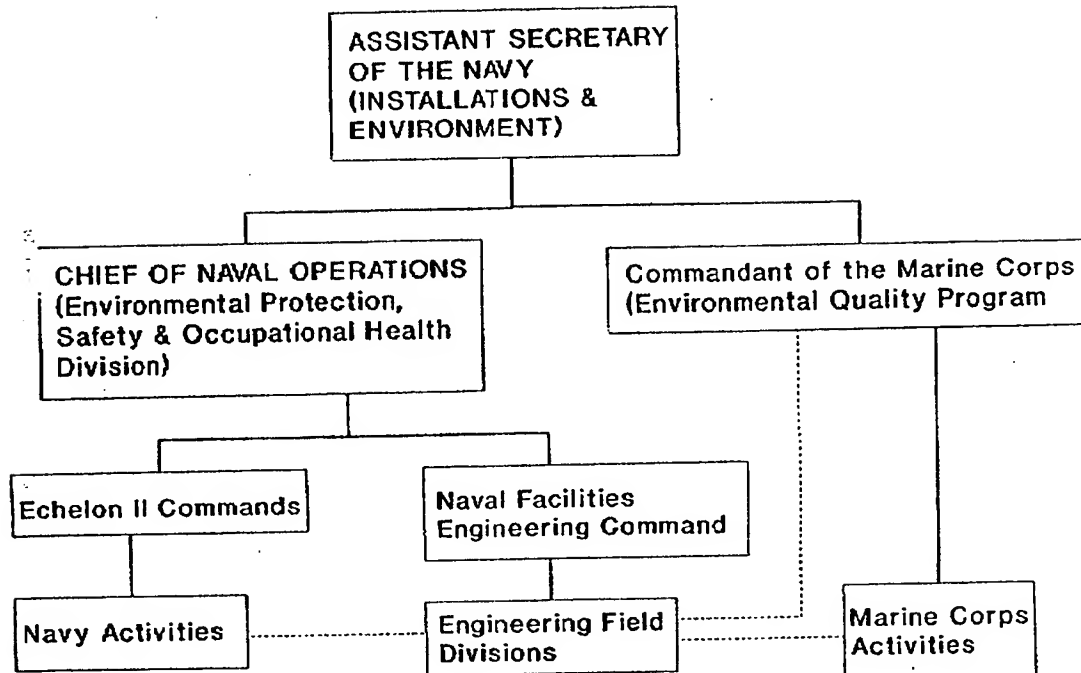 ASSISTANT SECRETARY
OF THE NAVY
(INSTALLATIONS &
ENVIRONMENT)
CHIEF OF NAVAL OPERATIONS
(Environmental Protection,
Safety & Occupational Health
Division)
Commandant of the Marine Corps
(Environmental Quality Program
Echelon II Commands
Naval Facilities
Engineering Command
Navy Activities
Engineering Field
Divisions
Marine Corps
Activities